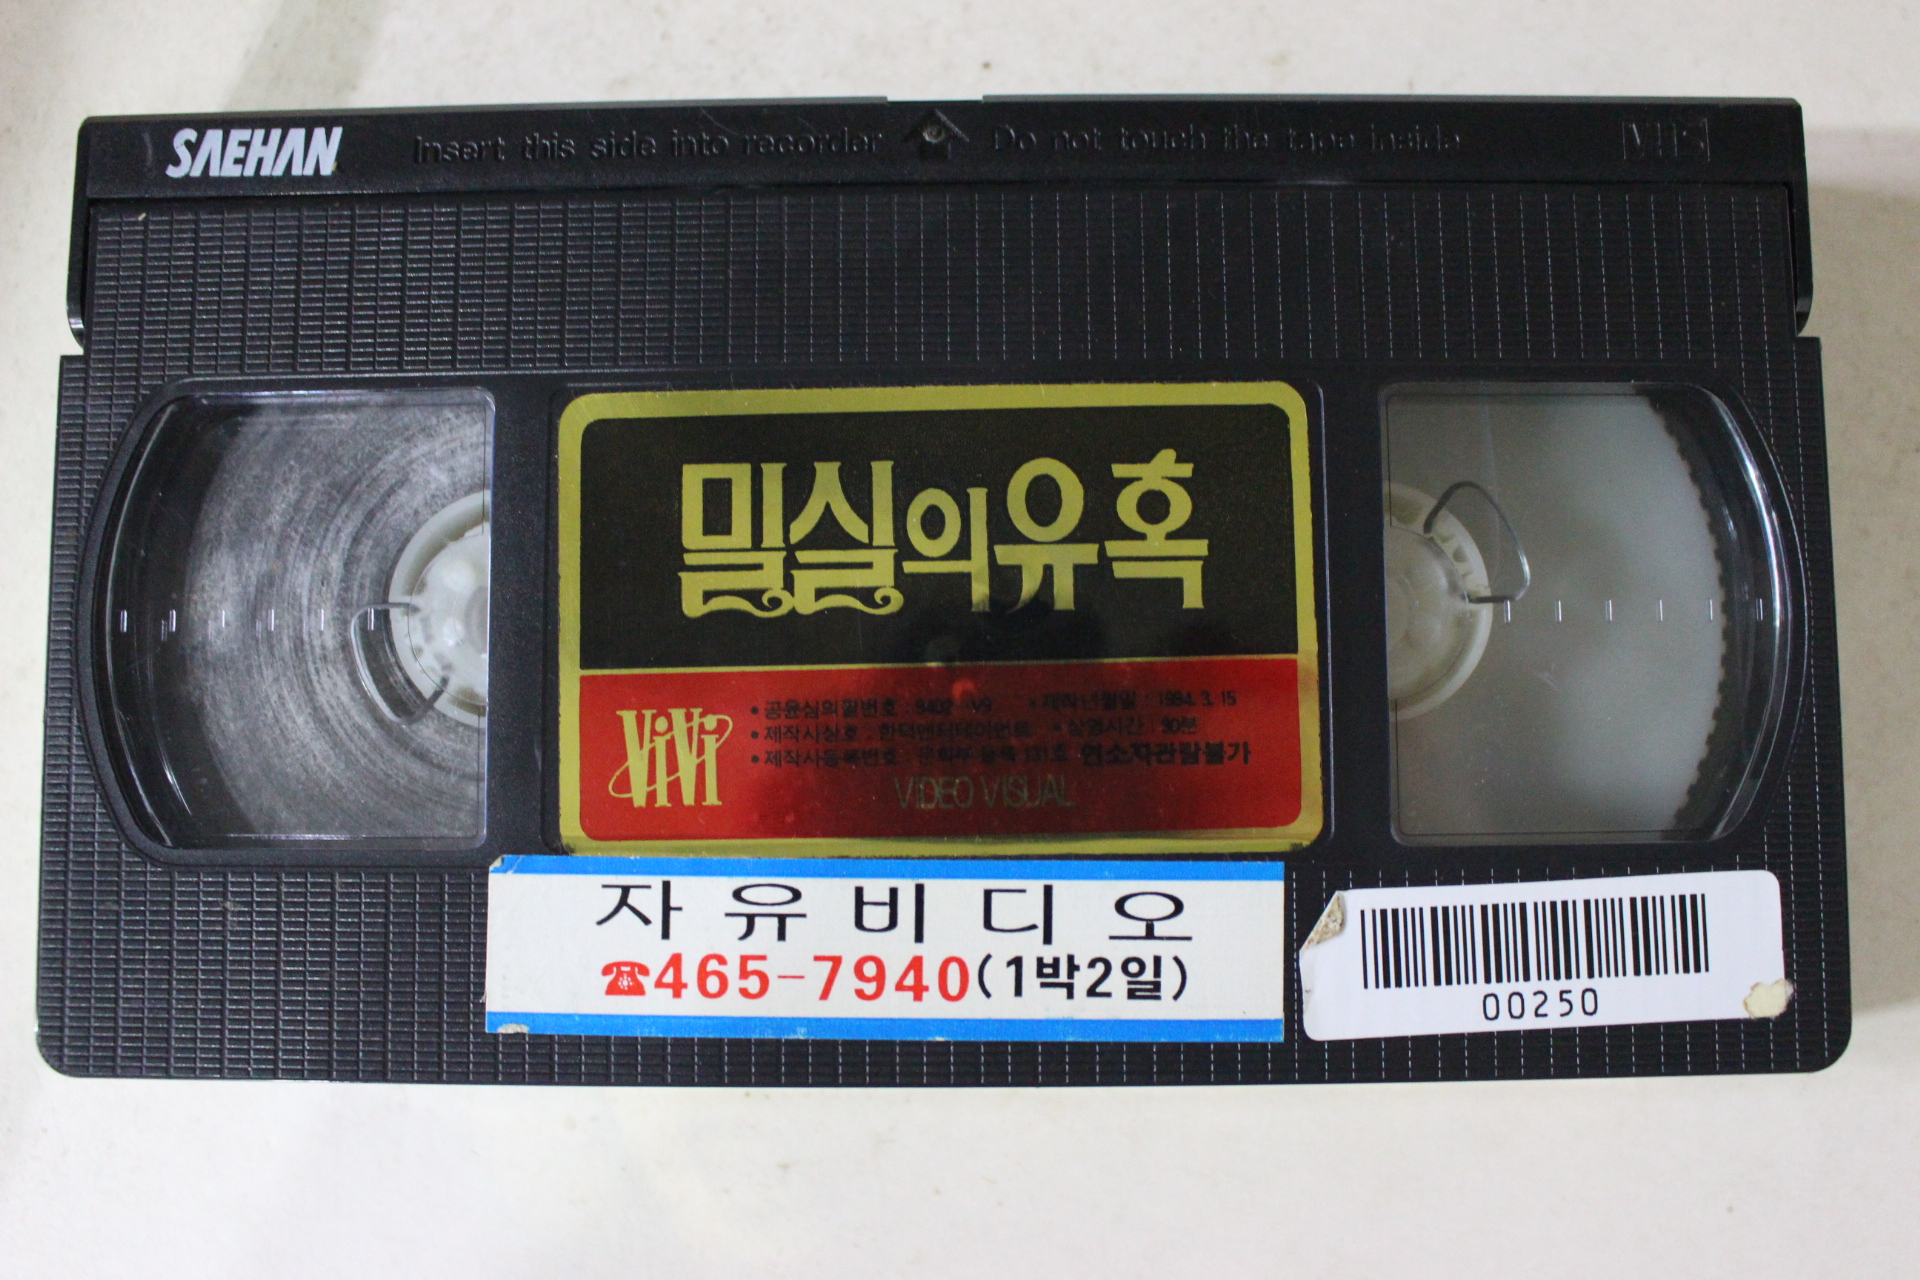 SAEHAN Insert this side into recorder Do not touch the tape inside VHS
밀실의유혹
ViVi
• 공윤심의필번호 : 9402-V9 • 제작년월일 : 1994. 3. 15
• 제작사상호 : 한덕엔터테이먼트 • 상영시간 : 90분
• 제작사등록번호 : 문화부 등록 131호 연소자관람불가
VIDEO VISUAL
자유비디오
☎465-7940(1박2일)
00250